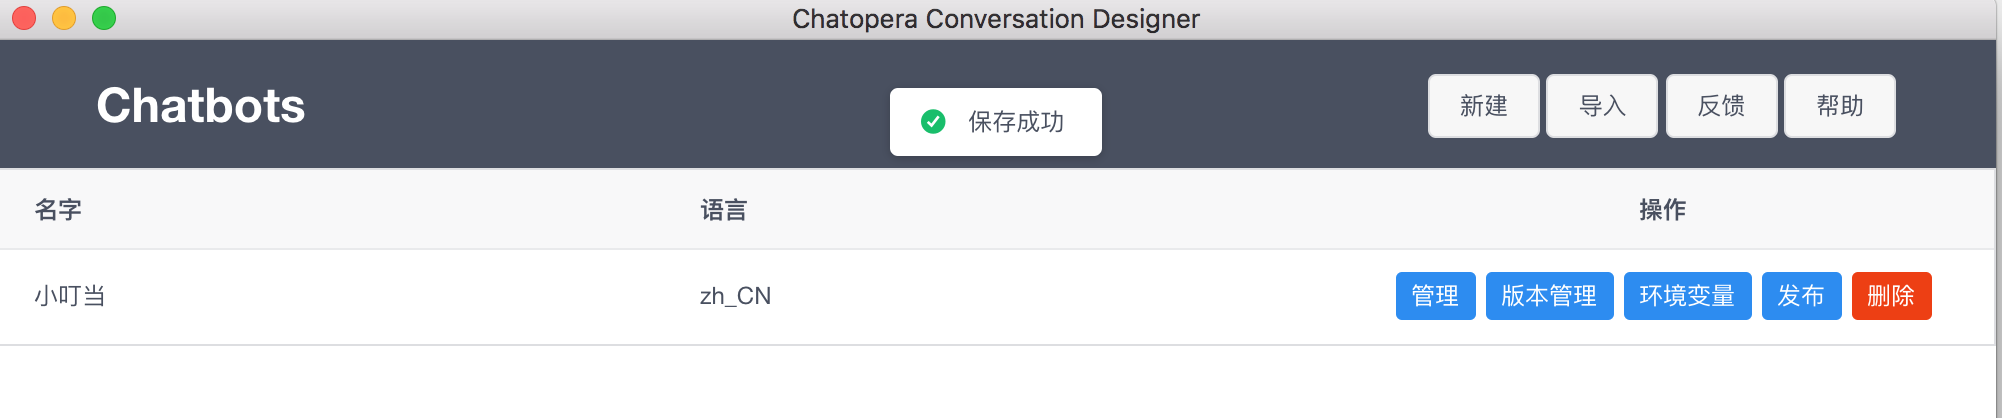 Chatopera Conversation Designer
Chatbots
保存成功
新建 导入 反馈 帮助
名字 语言 操作
小叮当 zh_CN 管理 版本管理 环境变量 发布 删除